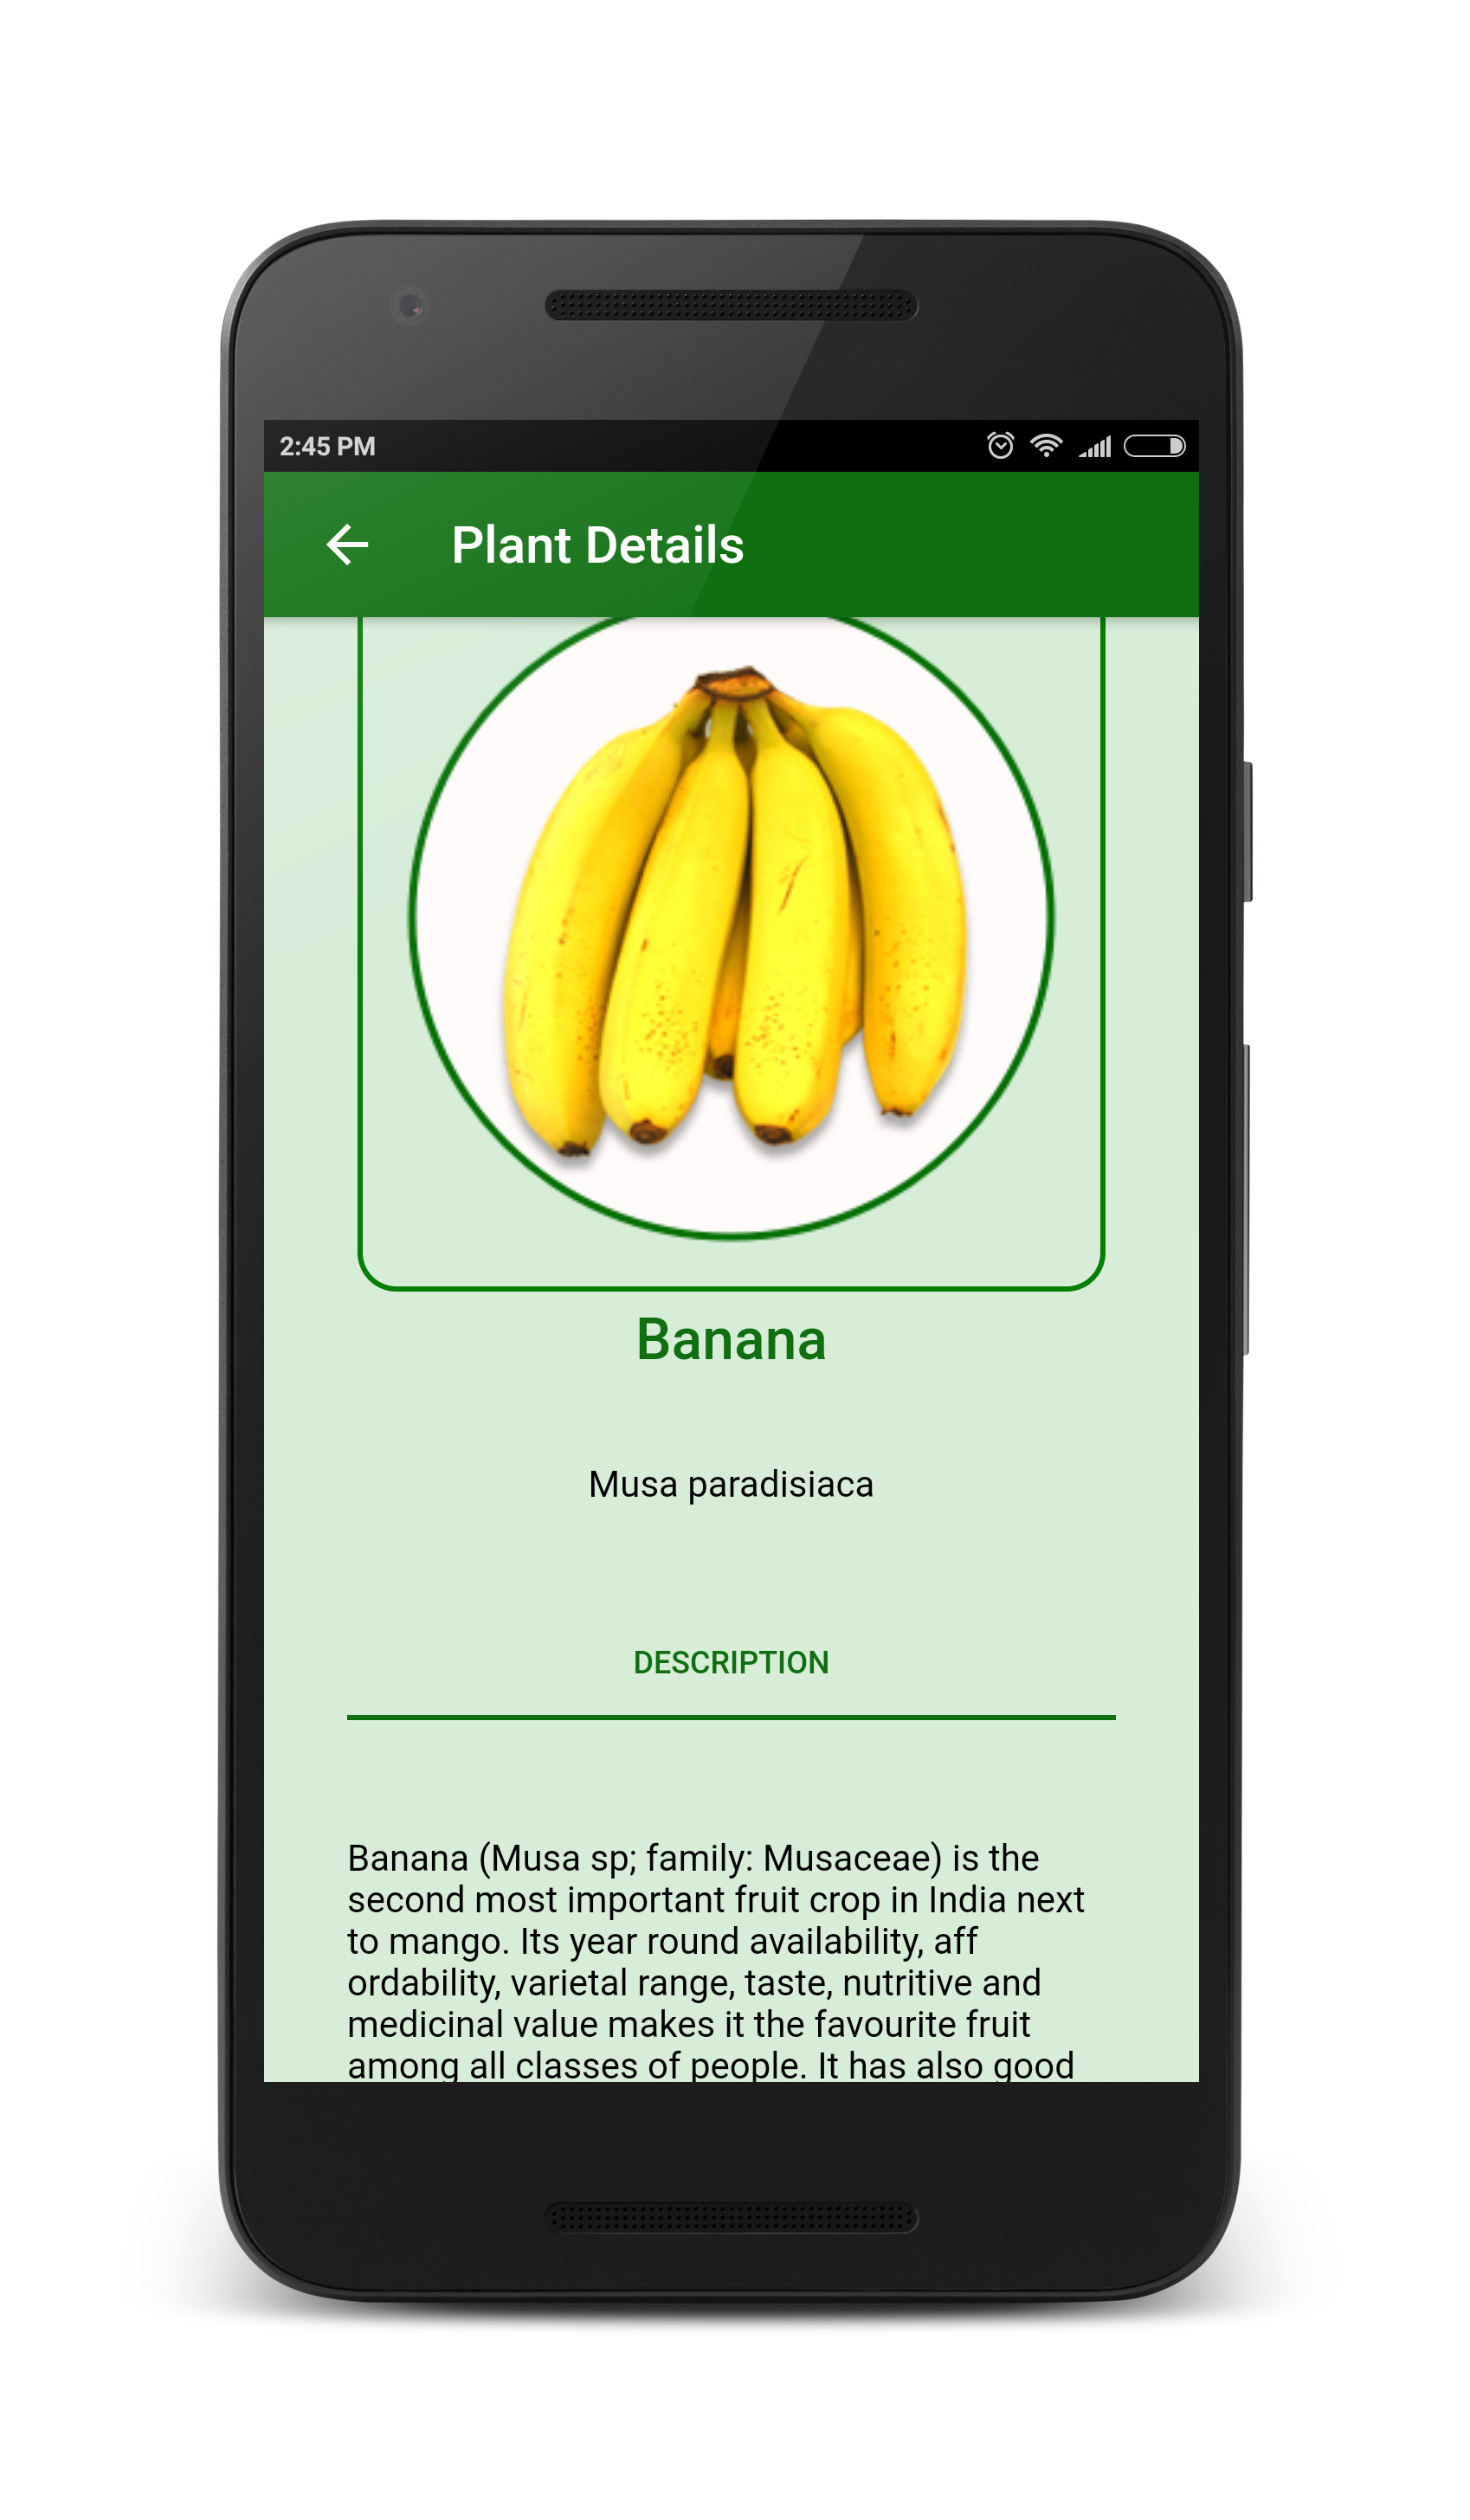 2:45 PM
Plant Details
Banana
Musa paradisiaca
DESCRIPTION
Banana (Musa sp; family: Musaceae) is the
second most important fruit crop in India next
to mango. Its year round availability, aff
ordability, varietal range, taste, nutritive and
medicinal value makes it the favourite fruit
among all classes of people. It has also good